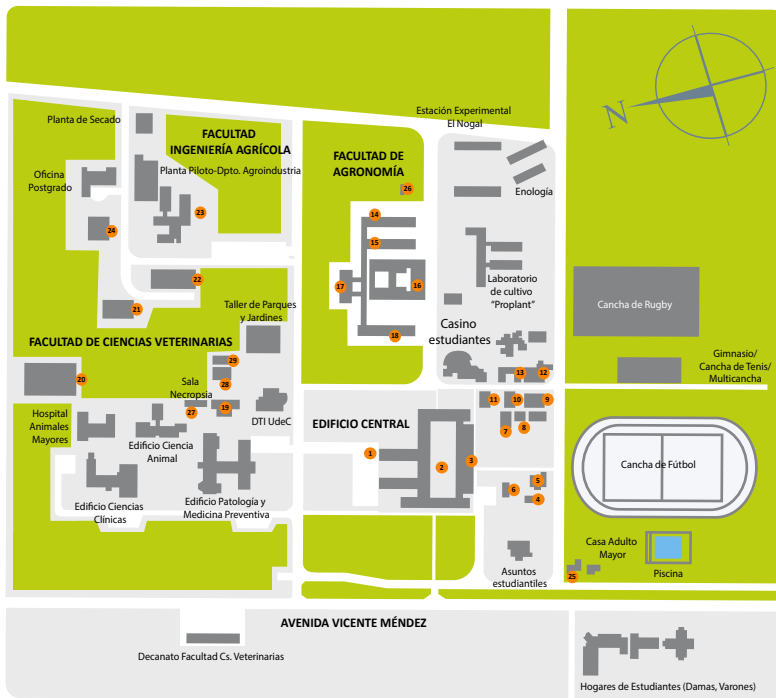 N
Estación Experimental
El Nogal
Planta de Secado
FACULTAD
INGENIERÍA AGRÍCOLA
Planta Piloto-Dpto. Agroindustria
FACULTAD DE
AGRONOMÍA
Oficina
Postgrado
Enología
26
14
23
24
15
17
16
22
21
18
Laboratorio
de cultivo
“Proplant”
Cancha de Rugby
Taller de Parques
y Jardines
Casino
estudiantes
FACULTAD DE CIENCIAS VETERINARIAS
Gimnasio/
Cancha de Tenis/
Multicancha
29
20
28
13
12
Sala
Necropsia
27
19
11
10
9
Hospital
Animales
Mayores
DTI UdeC
EDIFICIO CENTRAL
7
8
Edificio Ciencia
Animal
1
2
3
Cancha de Fútbol
5
6
4
Edificio Ciencias
Clínicas
Edificio Patología y
Medicina Preventiva
Casa Adulto
Mayor
Piscina
25
Asuntos
estudiantiles
AVENIDA VICENTE MÉNDEZ
Decanato Facultad Cs. Veterinarias
Hogares de Estudiantes (Damas, Varones)